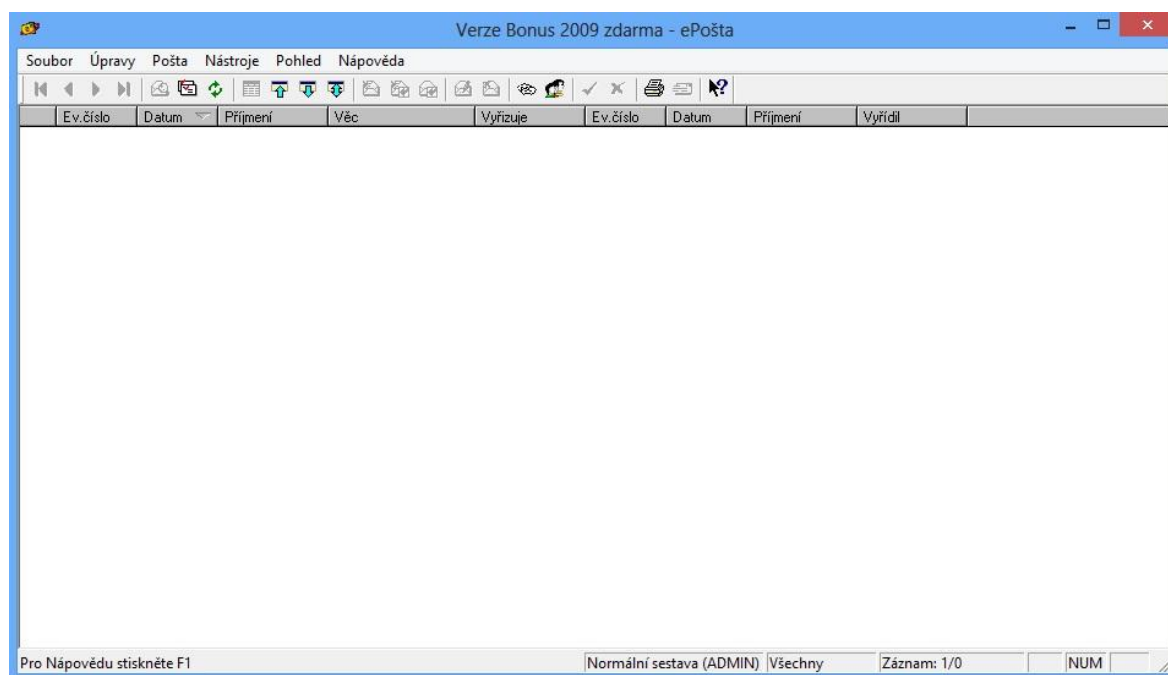 Verze Bonus 2009 zdarma - ePošta
Soubor Úpravy Pošta Nástroje Pohled Nápověda
Ev.číslo Datum Příjmení Věc Vyřizuje Ev.číslo Datum Příjmení Vyřídil
Pro Nápovědu stiskněte F1 Normální sestava (ADMIN) Všechny Záznam: 1/0 NUM